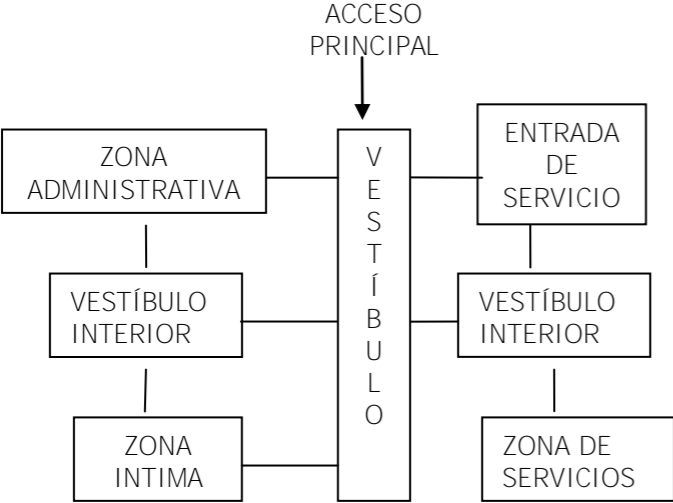 ACCESO
PRINCIPAL
ZONA
ADMINISTRATIVA
V
E
S
T
Í
B
U
L
O
ENTRADA
DE
SERVICIO
VESTÍBULO
INTERIOR
VESTÍBULO
INTERIOR
ZONA
INTIMA
ZONA DE
SERVICIOS